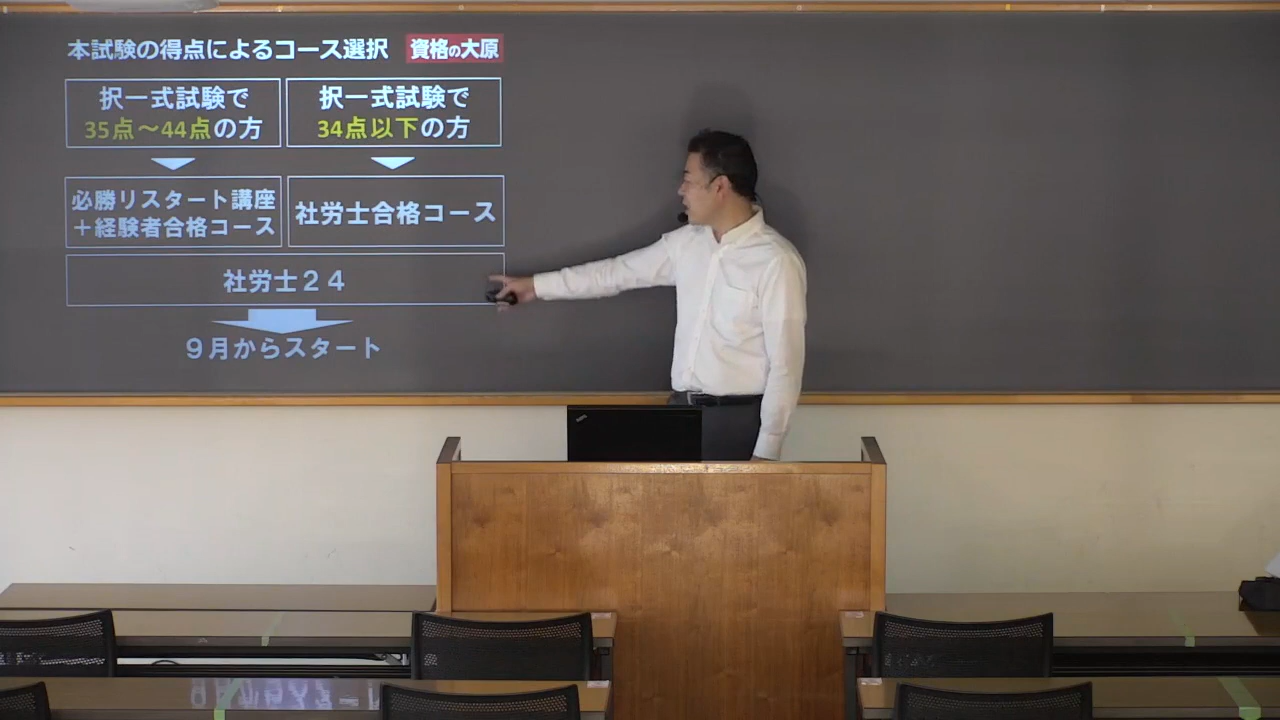 本試験の得点によるコース選択
資格の大原
択一式試験で
35点～44点の方
択一式試験で
34点以下の方
必勝リスタート講座
＋経験者合格コース
社労士合格コース
社労士２４
９月からスタート